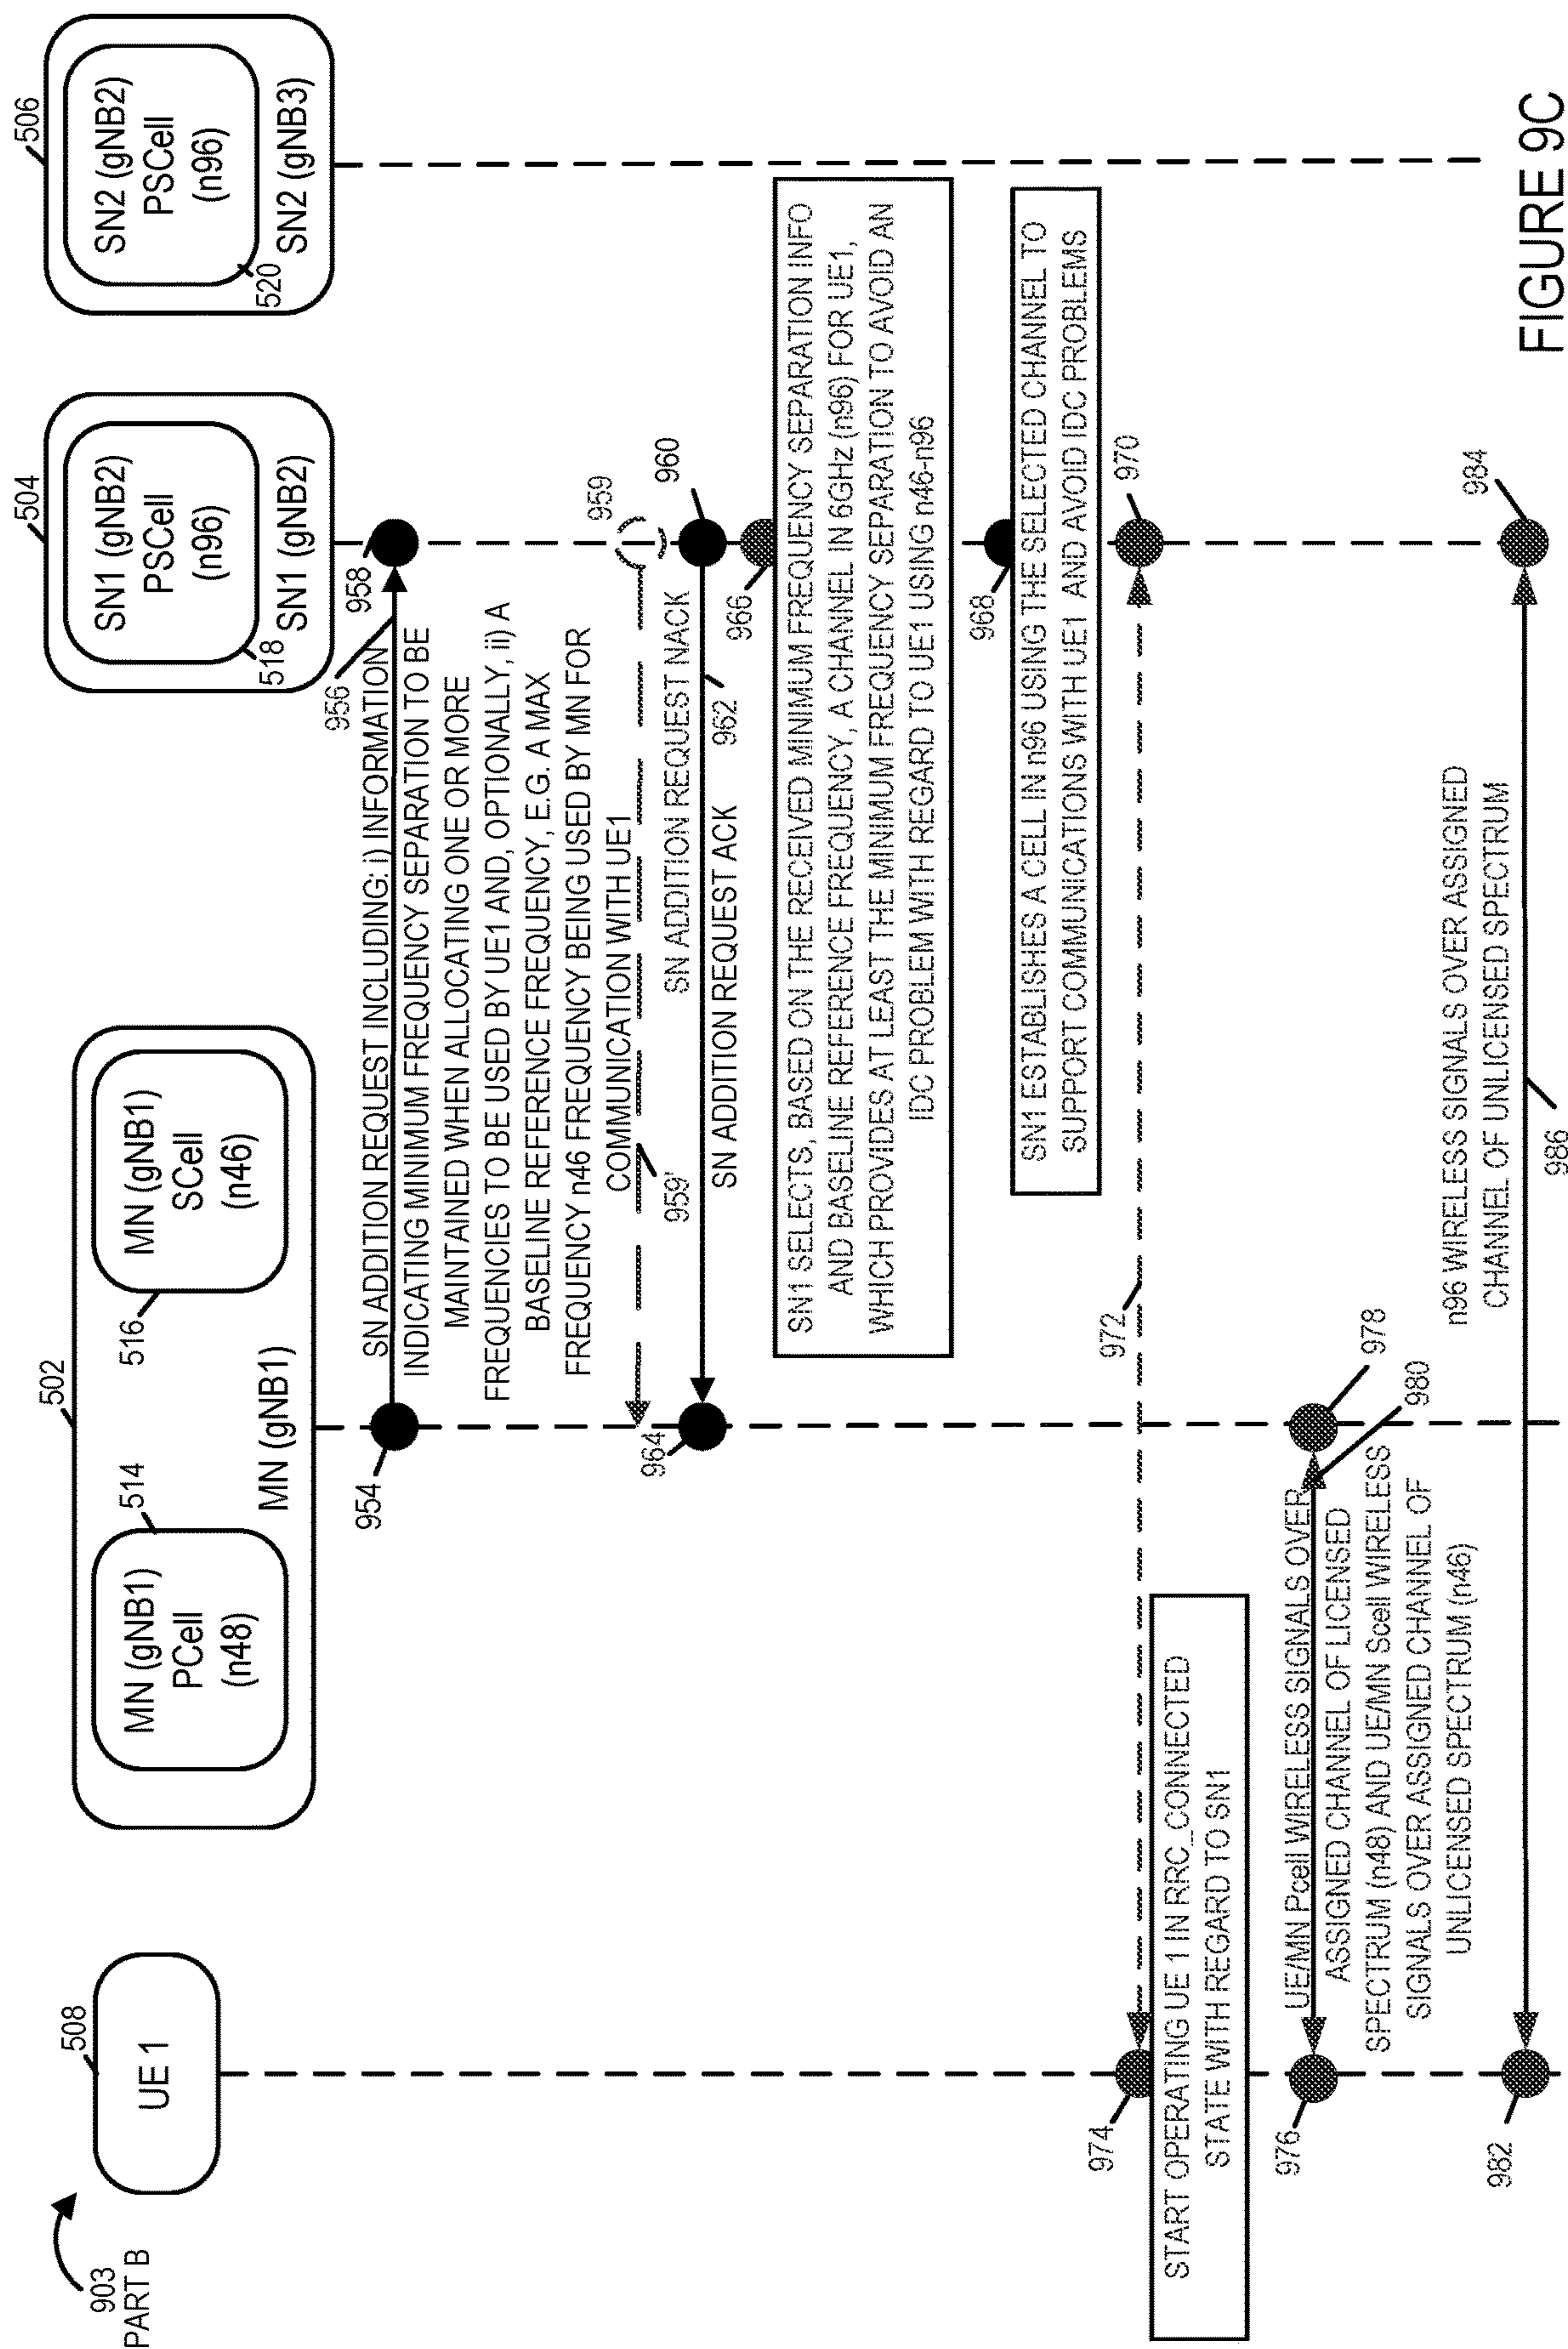 903
PART B
508
UE 1
502
514
MN (gNB1)
PCell
(n48)
516
MN (gNB1)
SCell
(n46)
MN (gNB1)
504
SN1 (gNB2)
PSCell
(n96)
518
SN1 (gNB2)
506
SN2 (gNB2)
PSCell
(n96)
520
SN2 (gNB3)
954
956
958
SN ADDITION REQUEST INCLUDING: i) INFORMATION
INDICATING MINIMUM FREQUENCY SEPARATION TO BE
MAINTAINED WHEN ALLOCATING ONE OR MORE
FREQUENCIES TO BE USED BY UE1 AND, OPTIONALLY, ii) A
BASELINE REFERENCE FREQUENCY, E.G. A MAX
FREQUENCY n46 FREQUENCY BEING USED BY MN FOR
COMMUNICATION WITH UE1
959
959'
SN ADDITION REQUEST NACK
960
964
SN ADDITION REQUEST ACK
962
966
SN1 SELECTS, BASED ON THE RECEIVED MINIMUM FREQUENCY SEPARATION INFO
AND BASELINE REFERENCE FREQUENCY, A CHANNEL IN 6GHz (n96) FOR UE1,
WHICH PROVIDES AT LEAST THE MINIMUM FREQUENCY SEPARATION TO AVOID AN
IDC PROBLEM WITH REGARD TO UE1 USING n46-n96
968
SN1 ESTABLISHES A CELL IN n96 USING THE SELECTED CHANNEL TO
SUPPORT COMMUNICATIONS WITH UE1 AND AVOID IDC PROBLEMS
970
972
974
START OPERATING UE 1 IN RRC_CONNECTED
STATE WITH REGARD TO SN1
976
978
980
UE/MN Pcell WIRELESS SIGNALS OVER
ASSIGNED CHANNEL OF LICENSED
SPECTRUM (n48) AND UE/MN Scell WIRELESS
SIGNALS OVER ASSIGNED CHANNEL OF
UNLICENSED SPECTRUM (n46)
n96 WIRELESS SIGNALS OVER ASSIGNED
CHANNEL OF UNLICENSED SPECTRUM
982
984
986
FIGURE 9C